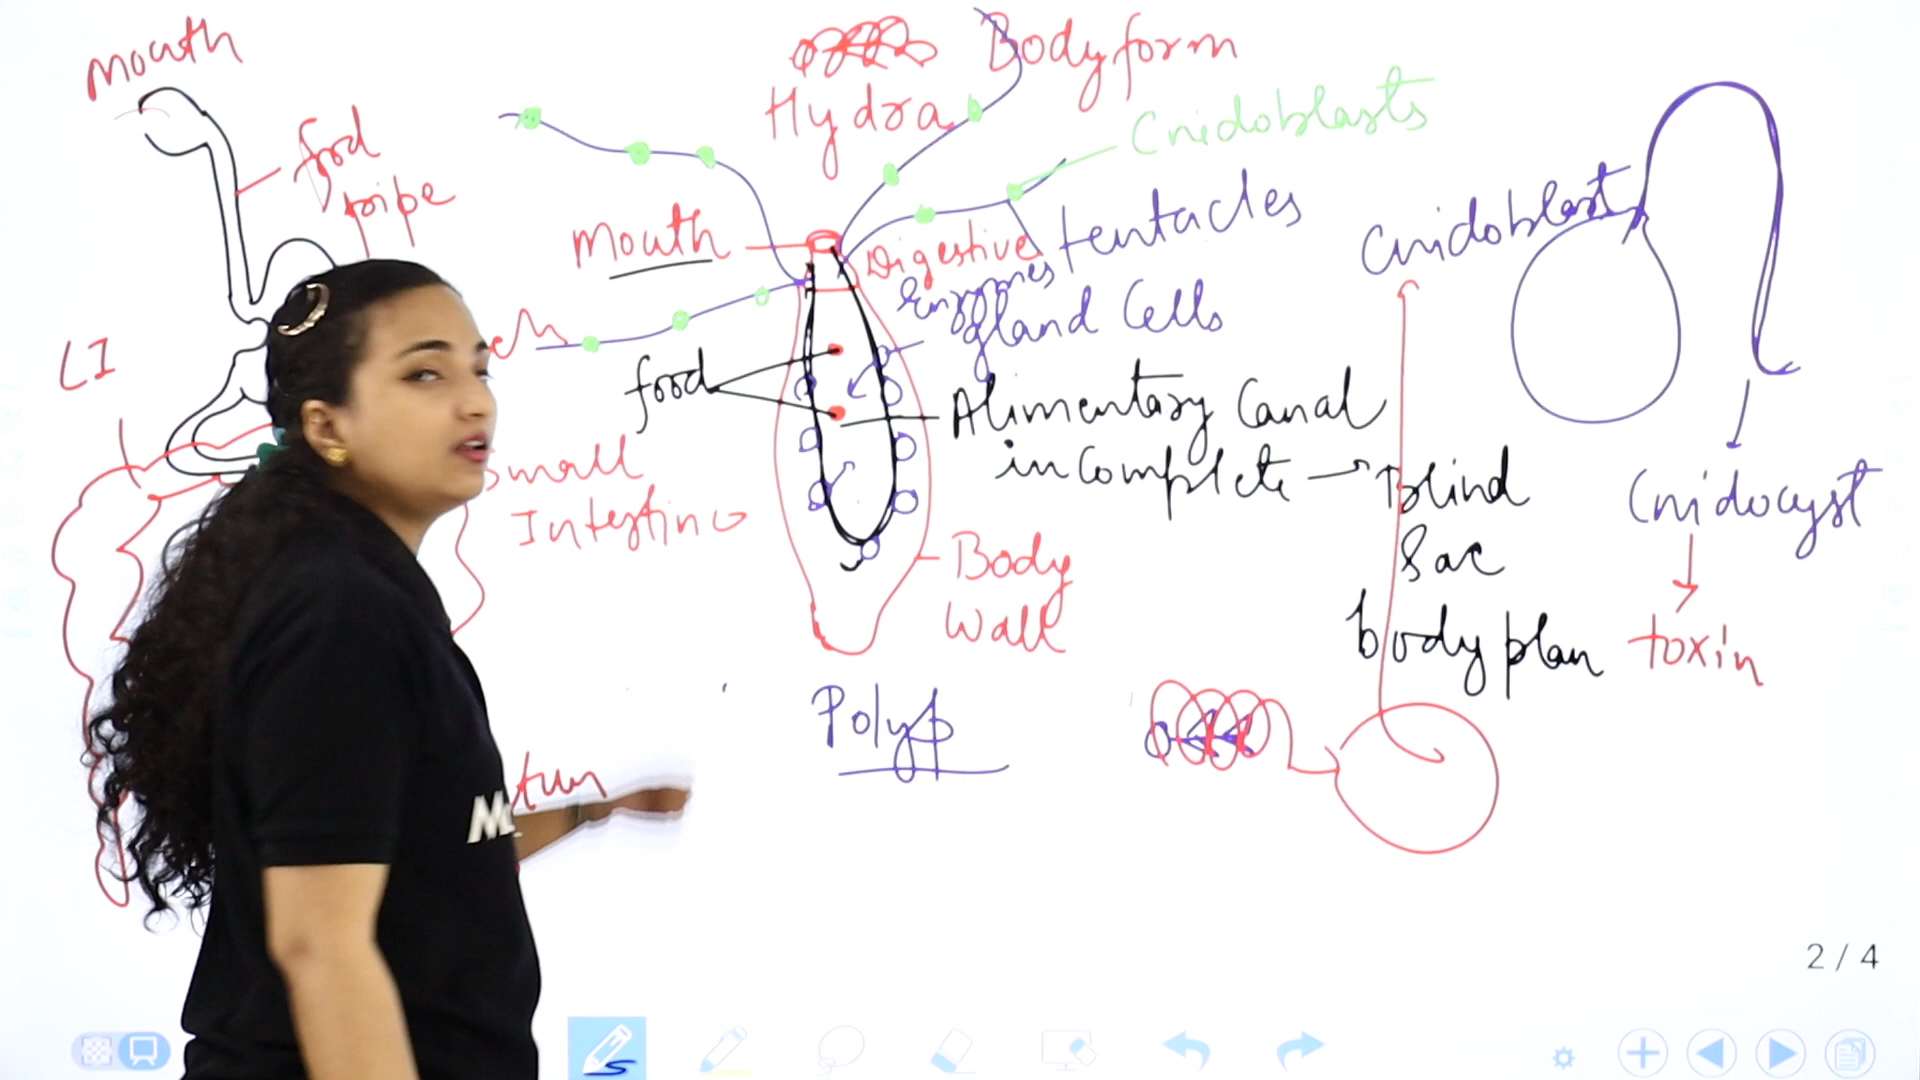 Mouth
food
pipe
LI
Small
Intestine
Body form
Hydra
Cnidoblasts
tentacles
Mouth
Digestive
Enzymes
gland Cells
food
Alimentary Canal
incomplete → Blind
Sac
body plan
Body
Wall
Polyp
Cnidoblast
Cnidocyst
toxin
2 / 4